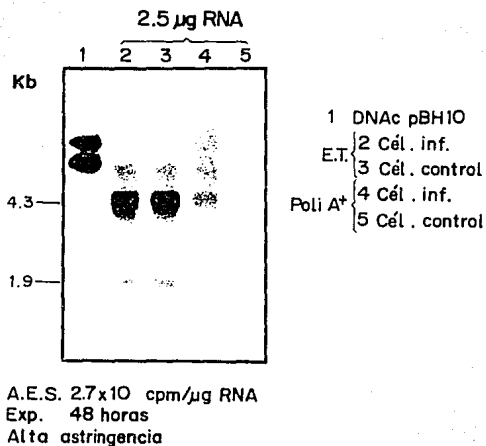 2.5 µg RNA
1 2 3 4 5
Kb
4.3
1.9
1 DNAc pBH10
E.T. 2 Cél. inf.
3 Cél. control
Poli A+ 4 Cél. inf.
5 Cél. control
A.E.S. 2.7x10 cpm/µg RNA
Exp. 48 horas
Alta astringencia